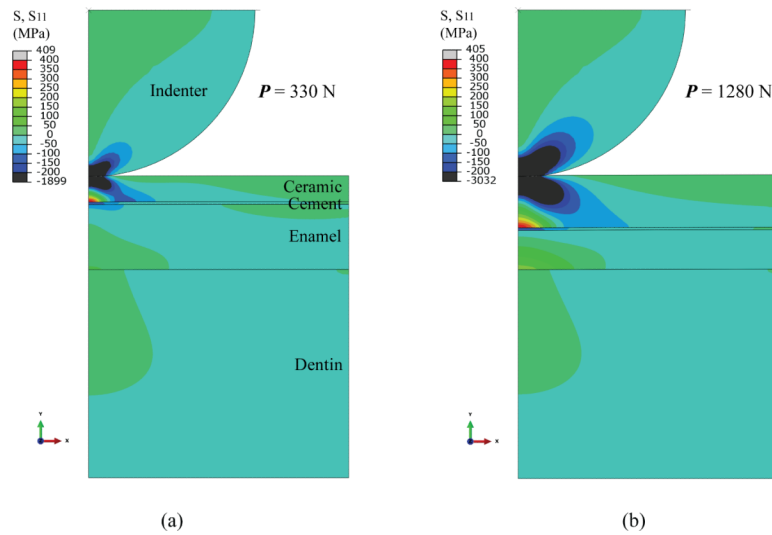 S, S11
(MPa)
409
400
350
300
250
200
150
100
50
0
-50
-100
-150
-200
-1899
Indenter
P = 330 N
Ceramic
Cement
Enamel
Dentin
Y
X
(a)
S, S11
(MPa)
405
400
350
300
250
200
150
100
50
0
-50
-100
-150
-200
-3032
P = 1280 N
Y
X
(b)